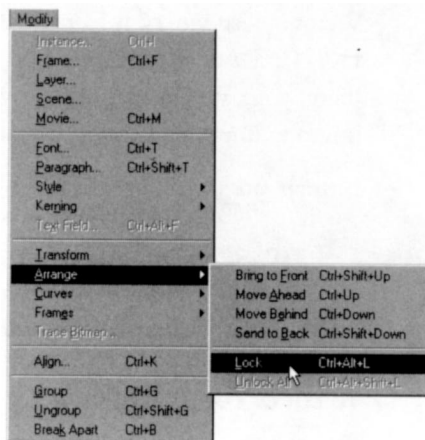 Modify
Instance... Ctrl+I
Frame... Ctrl+F
Layer...
Scene...
Movie... Ctrl+M
Font... Ctrl+T
Paragraph... Ctrl+Shift+T
Style
Kerning
Text Field... Ctrl+Alt+F
Transform
Arrange
Bring to Front Ctrl+Shift+Up
Move Ahead Ctrl+Up
Move Behind Ctrl+Down
Send to Back Ctrl+Shift+Down
Lock Ctrl+Alt+L
Unlock All Ctrl+Alt+Shift+L
Curves
Frames
Trace Bitmap...
Align... Ctrl+K
Group Ctrl+G
Ungroup Ctrl+Shift+G
Break Apart Ctrl+B